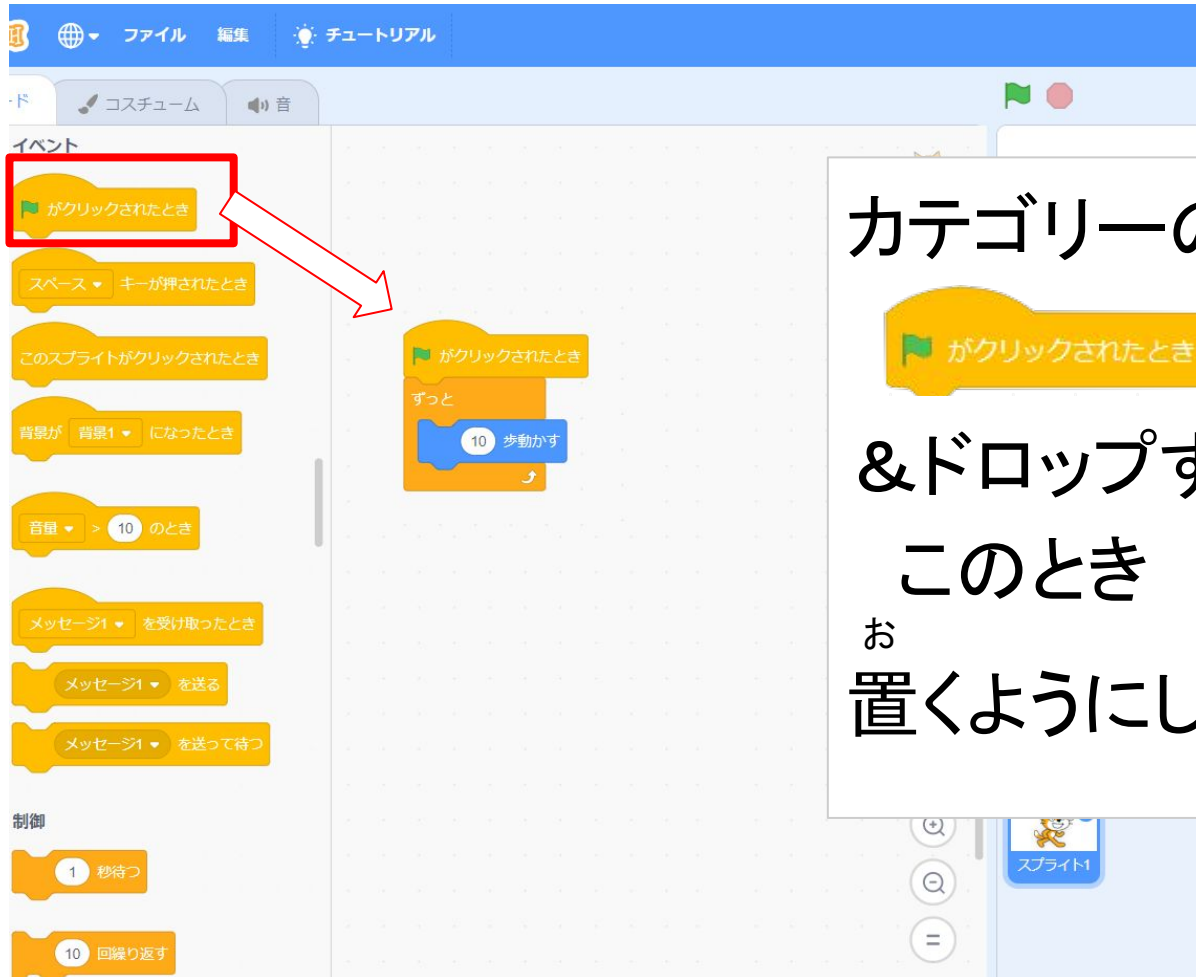 ファイル 編集 チュートリアル
ド コスチューム 音
イベント
がクリックされたとき
スペース キーが押されたとき
このスプライトがクリックされたとき
背景が 背景1 になったとき
音量 > 10 のとき
メッセージ1 を受け取ったとき
メッセージ1 を送る
メッセージ1 を送って待つ
制御
1 秒待つ
10 回繰り返す
がクリックされたとき
ずっと
10 歩動かす
カテゴリーの
がクリックされたとき
&ドロップす
このとき
お
置くようにし
スプライト1